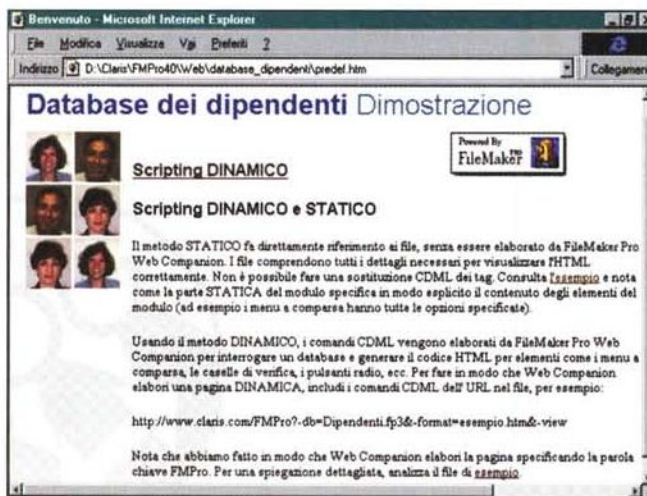 Benvenuto - Microsoft Internet Explorer
File Modifica Visualizza Vai Preferiti ?
Indirizzo D:\Claris\FMPro40\Web\database_dipendenti\predef.htm Collegamen
Database dei dipendenti Dimostrazione
Powered By
FileMaker PRO
Scripting DINAMICO
Scripting DINAMICO e STATICO
Il metodo STATICO fa direttamente riferimento ai file, senza essere elaborato da FileMaker Pro
Web Companion. I file comprendono tutti i dettagli necessari per visualizzare l'HTML
correttamente. Non è possibile fare una sostituzione CDML dei tag. Consulta l'esempio e nota
come la parte STATICA del modulo specifica in modo esplicito il contenuto degli elementi del
modulo (ad esempio i menu a comparsa hanno tutte le opzioni specificate).
Usando il metodo DINAMICO, i comandi CDML vengono elaborati da FileMaker Pro Web
Companion per interrogare un database e generare il codice HTML per elementi come i menu a
comparsa, le caselle di verifica, i pulsanti radio, ecc. Per fare in modo che Web Companion
elabori una pagina DINAMICA, includi i comandi CDML dell' URL nel file, per esempio:
http://www.claris.com/FMPro?-db=Dipendenti.fp3&-format=esempio.htm&-view
Nota che abbiamo fatto in modo che Web Companion elabori la pagina specificando la parola
chiave FMPro. Per una spiegazione dettagliata, analizza il file di esempio.